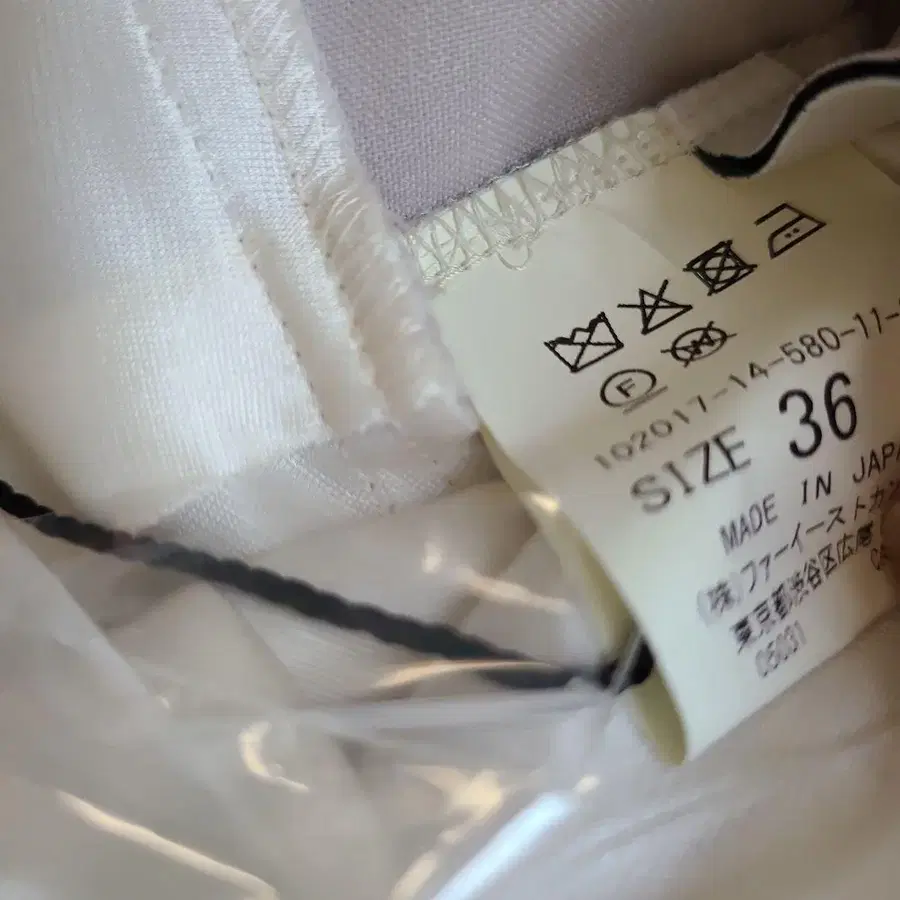 F
W
102017-14-580-11-
SIZE 36
MADE IN JAPA
(株)ファーイーストカン
東京都渋谷区広尾
05031